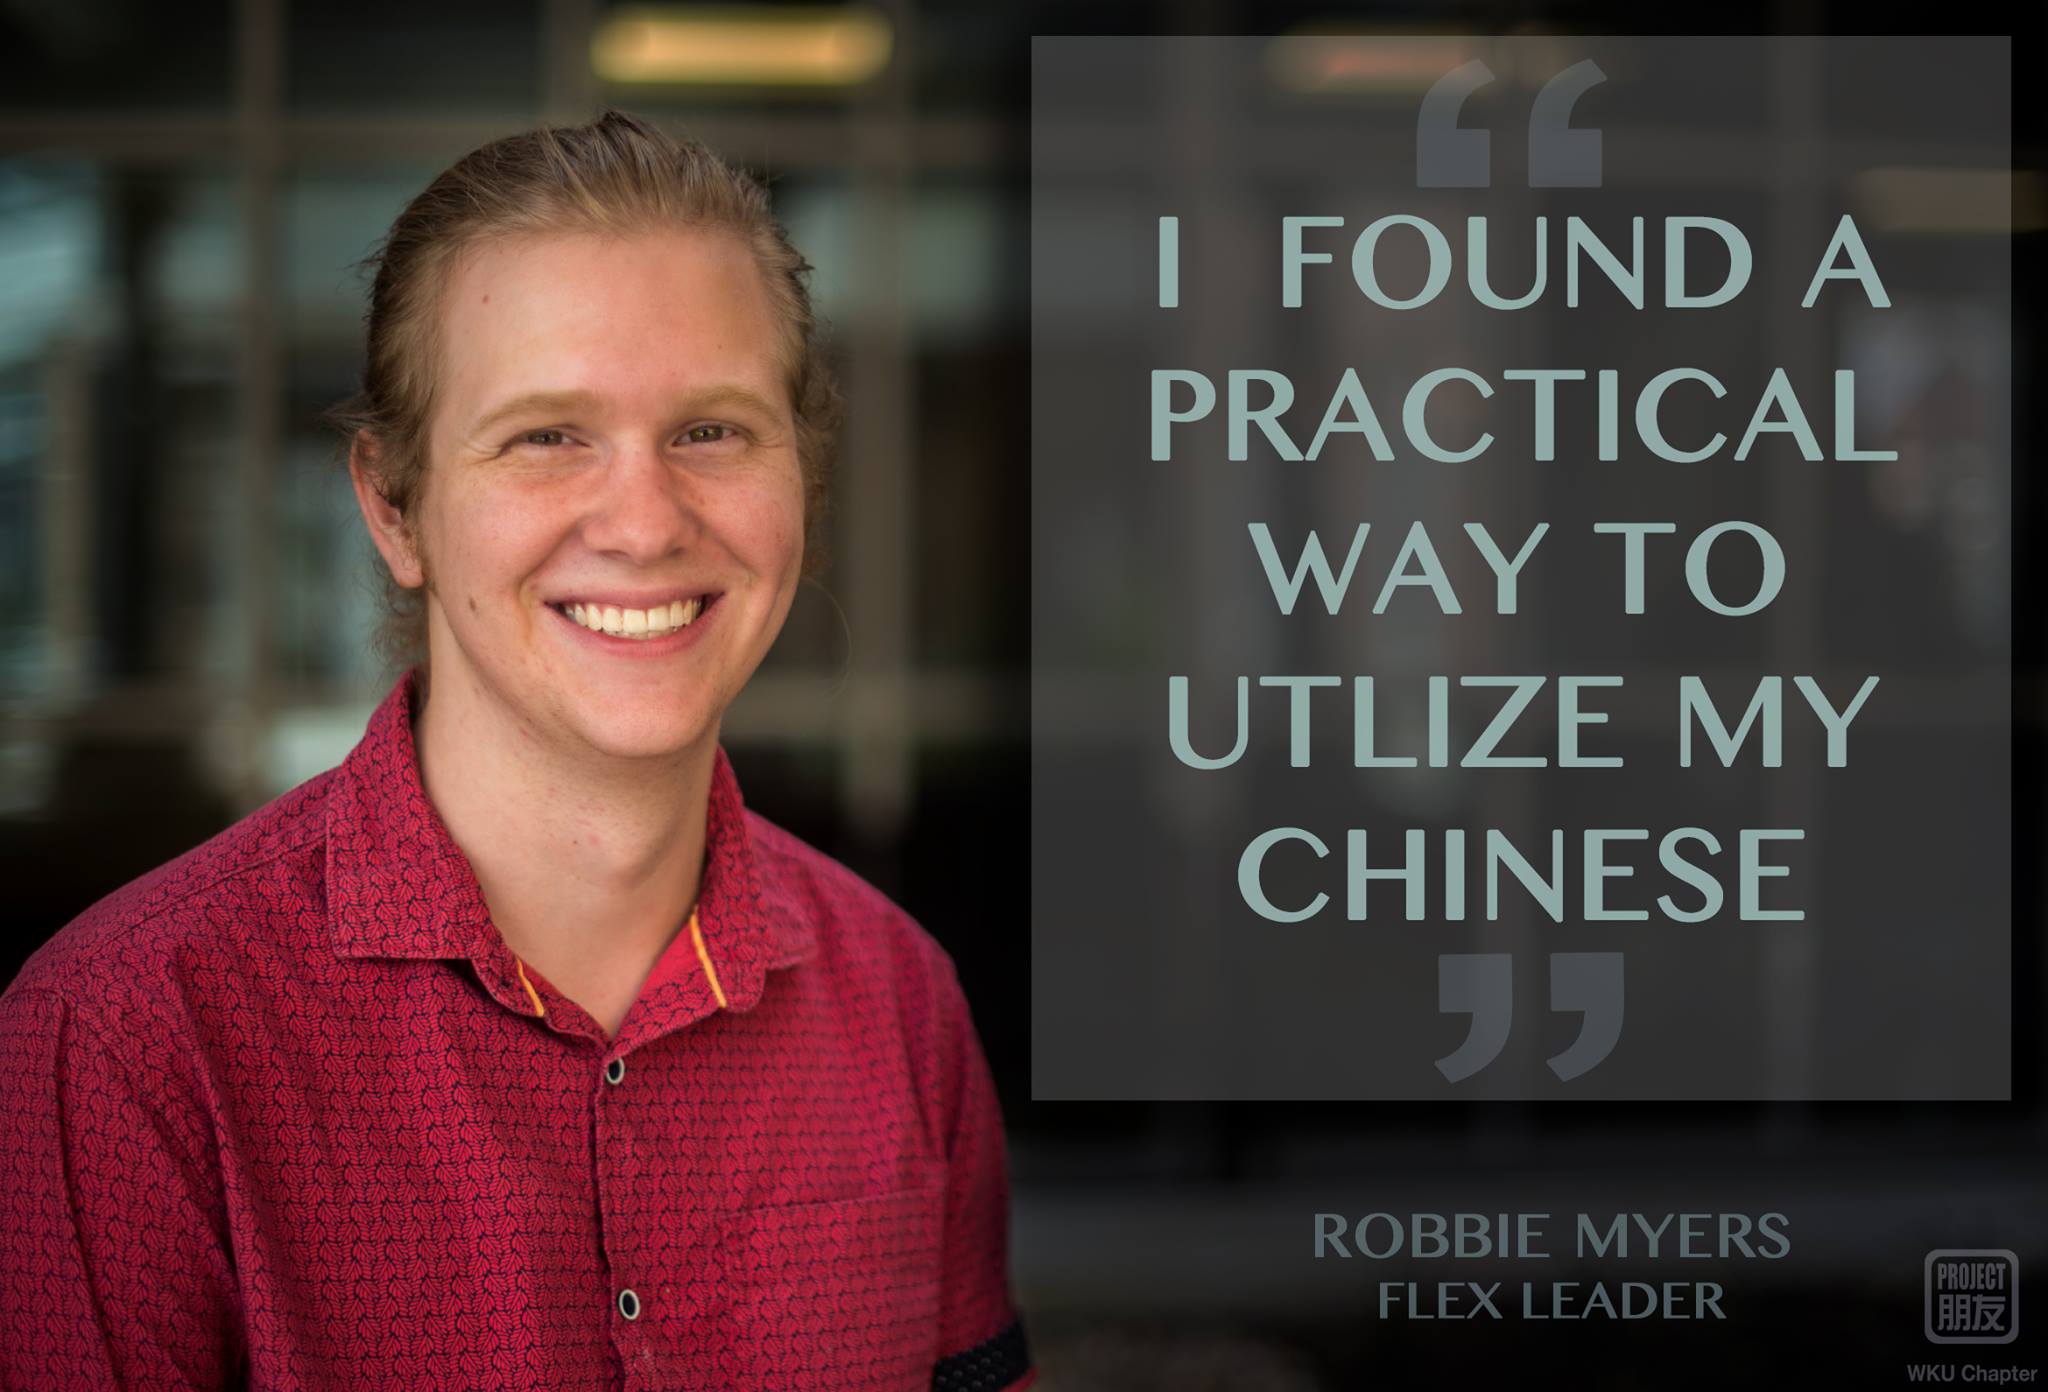 “
I FOUND A
PRACTICAL
WAY TO
UTLIZE MY
CHINESE
”
ROBBIE MYERS
FLEX LEADER
PROJECT
朋友
WKU Chapter